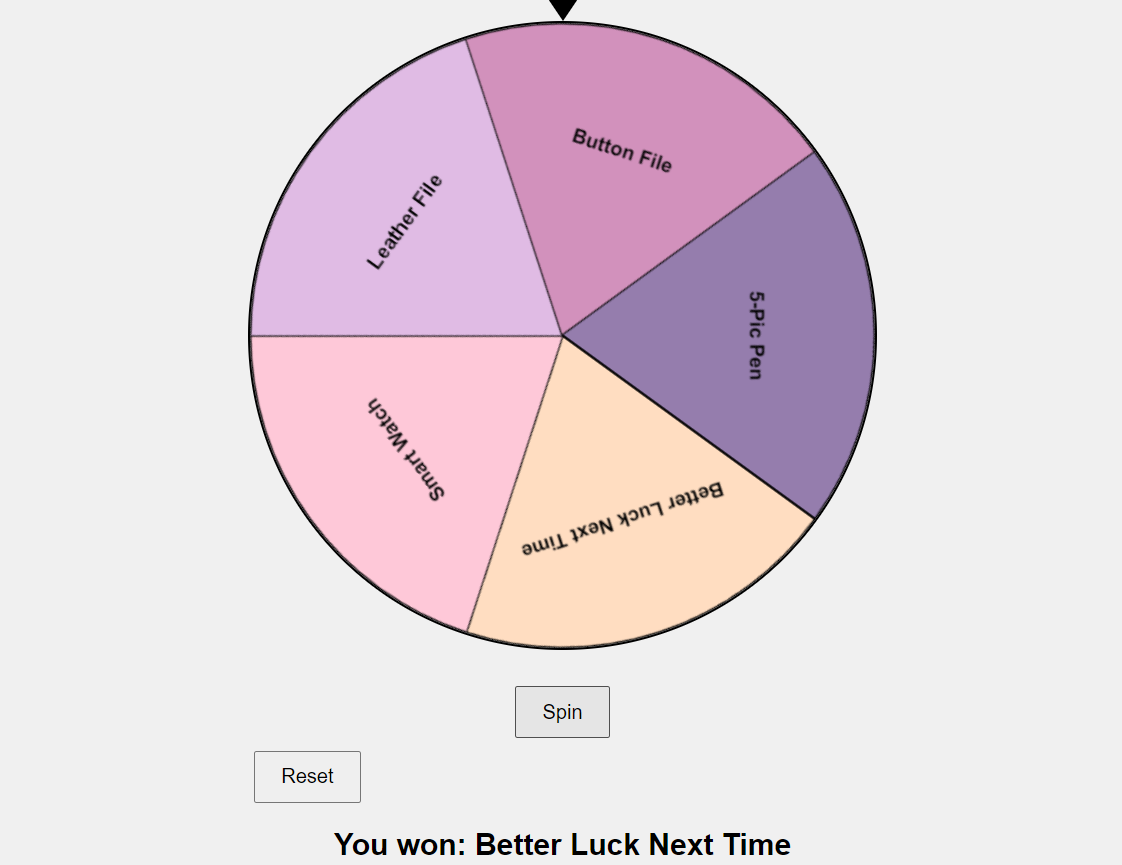 Button File
Leather File
5-Pic Pen
Smart Watch
Better Luck Next Time
Spin
Reset
You won: Better Luck Next Time